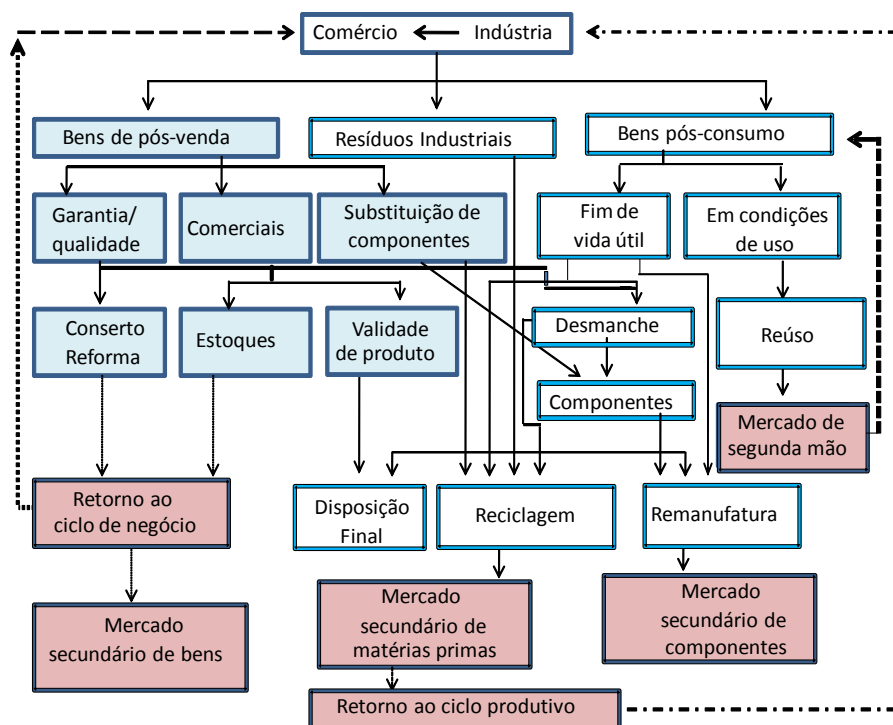 Comércio
Indústria
Bens de pós-venda
Resíduos Industriais
Bens pós-consumo
Garantia/
qualidade
Comerciais
Substituição de
componentes
Fim de
vida útil
Em condições
de uso
Conserto
Reforma
Estoques
Validade
de produto
Desmanche
Reúso
Componentes
Mercado de
segunda mão
Retorno ao
ciclo de negócio
Disposição
Final
Reciclagem
Remanufatura
Mercado
secundário de bens
Mercado
secundário de
matérias primas
Mercado
secundário de
componentes
Retorno ao ciclo produtivo